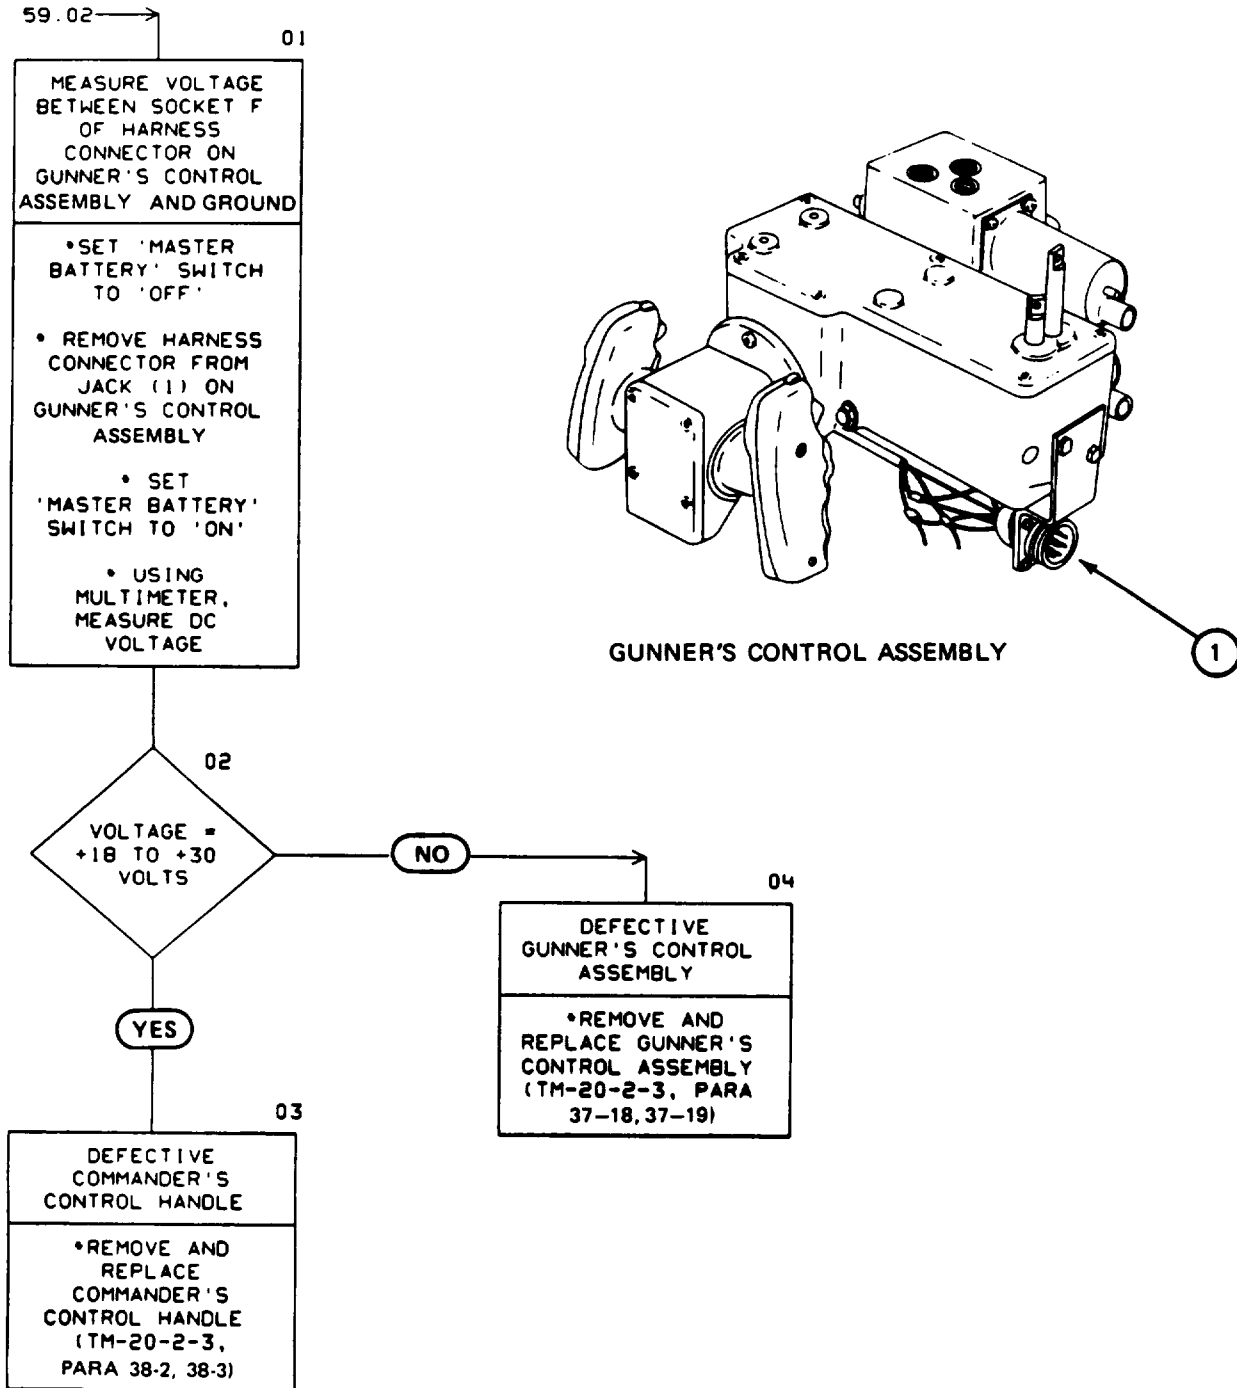 59.02
01
MEASURE VOLTAGE
BETWEEN SOCKET F
OF HARNESS
CONNECTOR ON
GUNNER'S CONTROL
ASSEMBLY AND GROUND
•SET 'MASTER
BATTERY' SWITCH
TO 'OFF'
• REMOVE HARNESS
CONNECTOR FROM
JACK (1) ON
GUNNER'S CONTROL
ASSEMBLY
• SET
'MASTER BATTERY'
SWITCH TO 'ON'
• USING
MULTIMETER,
MEASURE DC
VOLTAGE
GUNNER'S CONTROL ASSEMBLY
1
02
VOLTAGE =
+18 TO +30
VOLTS
NO
YES
04
DEFECTIVE
GUNNER'S CONTROL
ASSEMBLY
•REMOVE AND
REPLACE GUNNER'S
CONTROL ASSEMBLY
(TM-20-2-3, PARA
37-18, 37-19)
03
DEFECTIVE
COMMANDER'S
CONTROL HANDLE
•REMOVE AND
REPLACE
COMMANDER'S
CONTROL HANDLE
(TM-20-2-3,
PARA 38-2, 38-3)